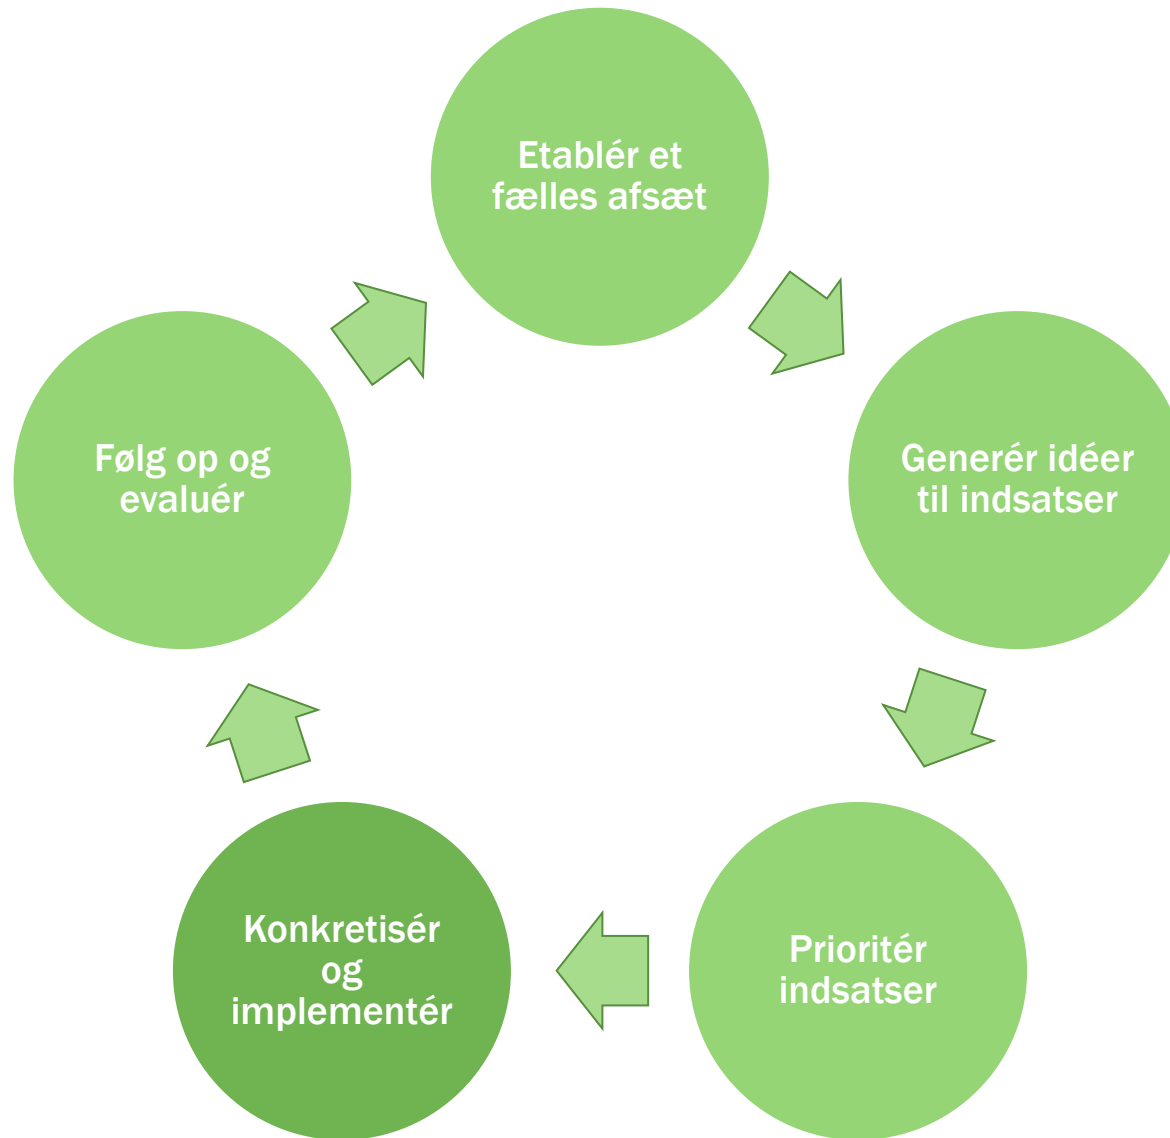 Etablér et
fælles afsæt
Generér idéer
til indsatser
Prioritér
indsatser
Konkretisér
og
implementér
Følg op og
evaluér